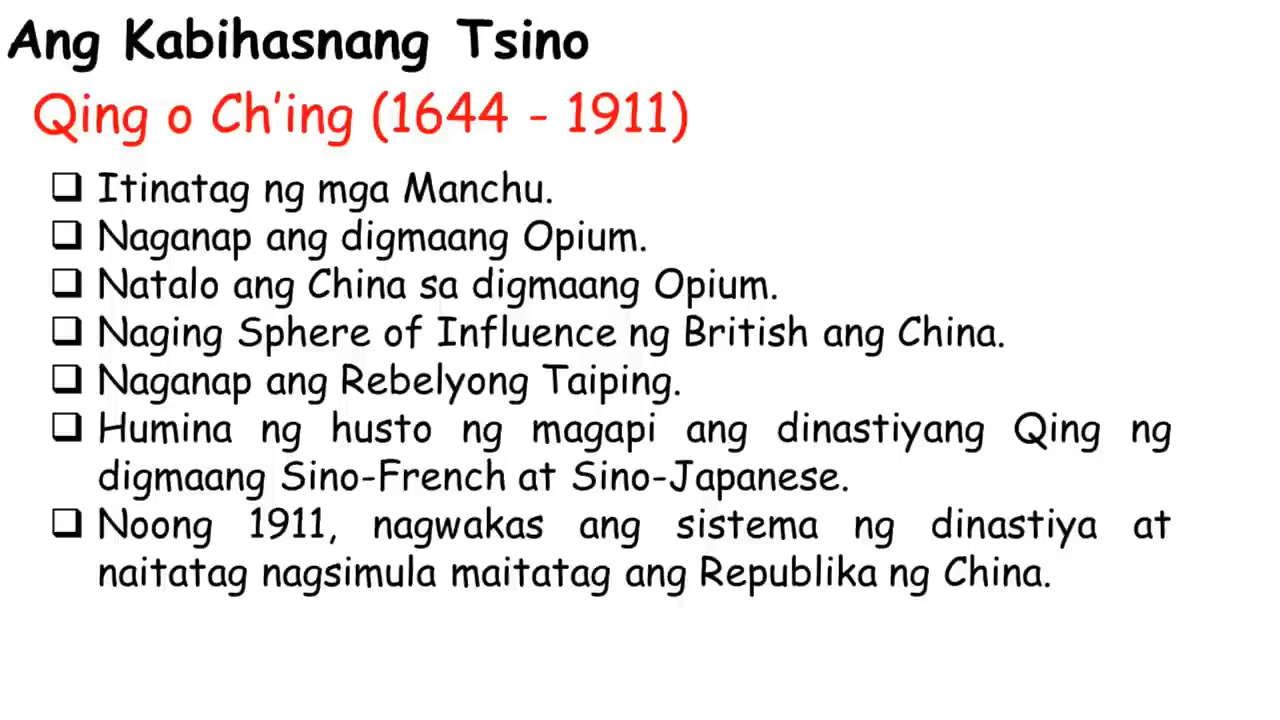 Ang Kabihasnang Tsino
Qing o Ch'ing (1644 - 1911)
❑ Itinatag ng mga Manchu.
❑ Naganap ang digmaang Opium.
❑ Natalo ang China sa digmaang Opium.
❑ Naging Sphere of Influence ng British ang China.
❑ Naganap ang Rebelyong Taiping.
❑ Humina ng husto ng magapi ang dinastiyang Qing ng
digmaang Sino-French at Sino-Japanese.
❑ Noong 1911, nagwakas ang sistema ng dinastiya at
naitatag nagsimula maitatag ang Republika ng China.